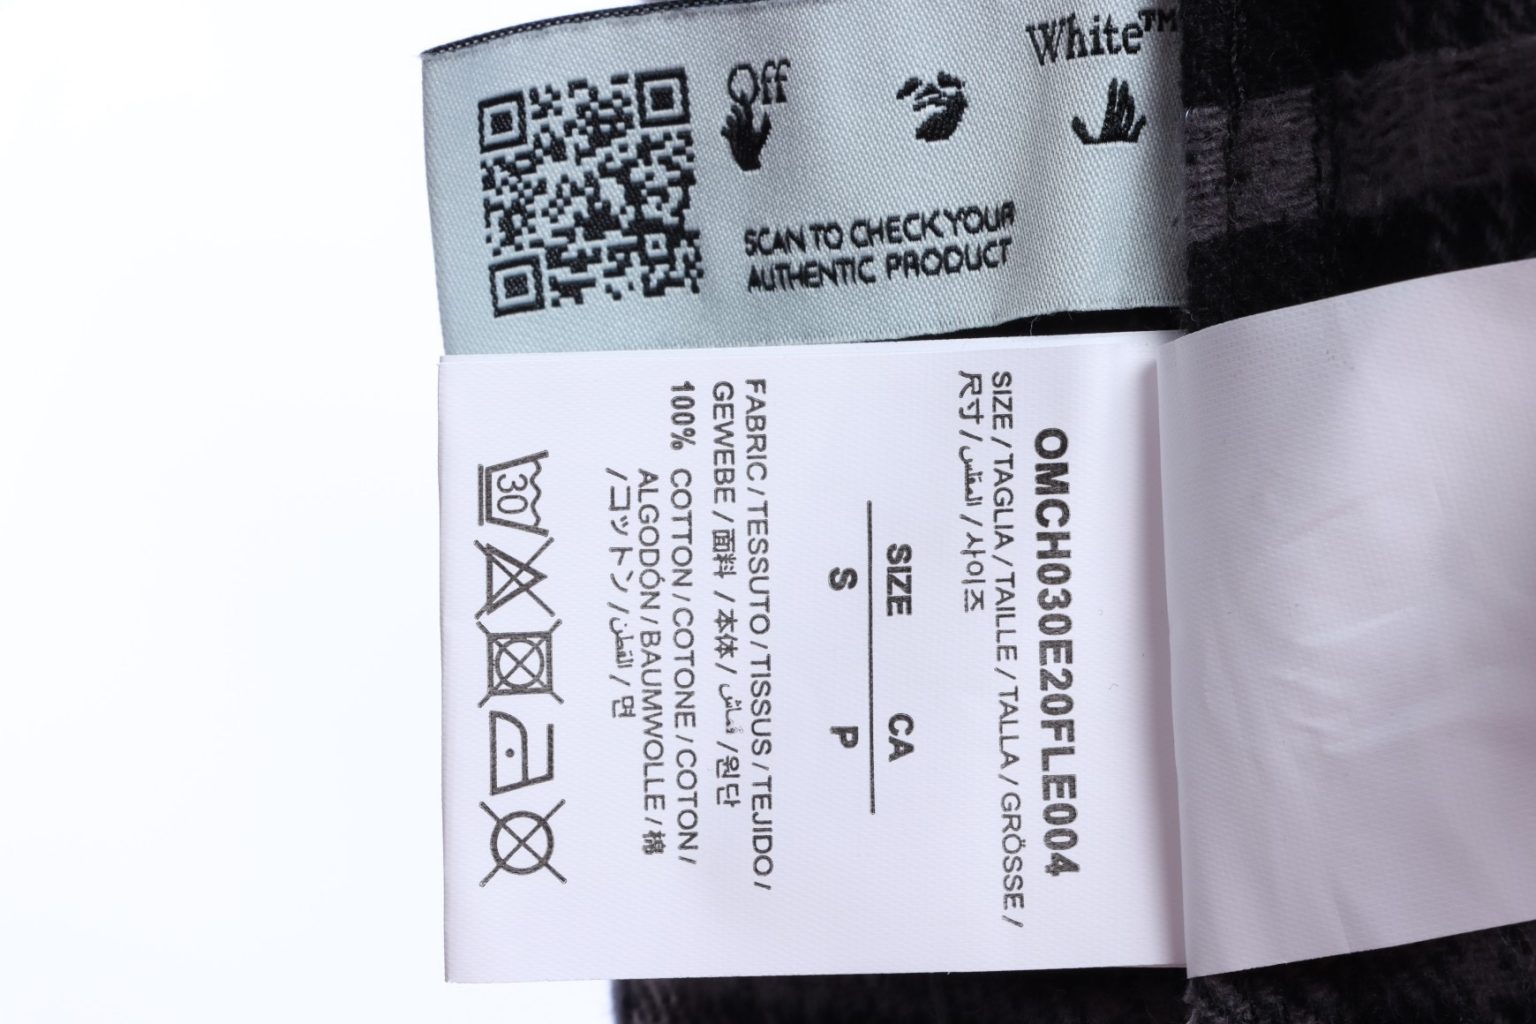 Off White™
SCAN TO CHECK YOUR
AUTHENTIC PRODUCT
OMCH030E20FLE004
SIZE / TAGLIA / TAILLE / TALLA / GRÖSSE /
尺寸 / المقاس / 사이즈
SIZE CA
S P
FABRIC / TESSUTO / TISSUS / TEJIDO /
GEWEBE / 面料 / 本体 / قماش / 원단
100% COTTON / COTONE / COTON /
ALGODÓN / BAUMWOLLE / 棉
/ コットン / القطن / 면
30